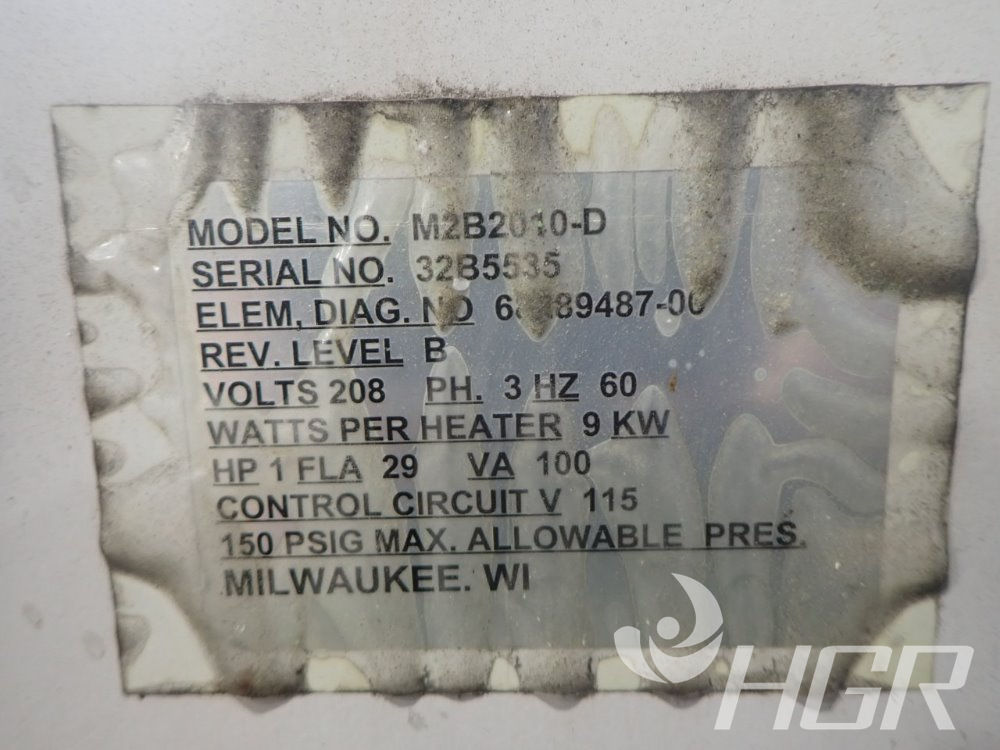 MODEL NO. M2B2010-D
SERIAL NO. 32B5535
ELEM, DIAG. NO
REV. LEVEL B
VOLTS 208 PH. 3 HZ 60
WATTS PER HEATER 9 KW
HP 1 FLA 29 VA 100
CONTROL CIRCUIT V 115
150 PSIG MAX. ALLOWABLE PRES.
MILWAUKEE. WI
HGR